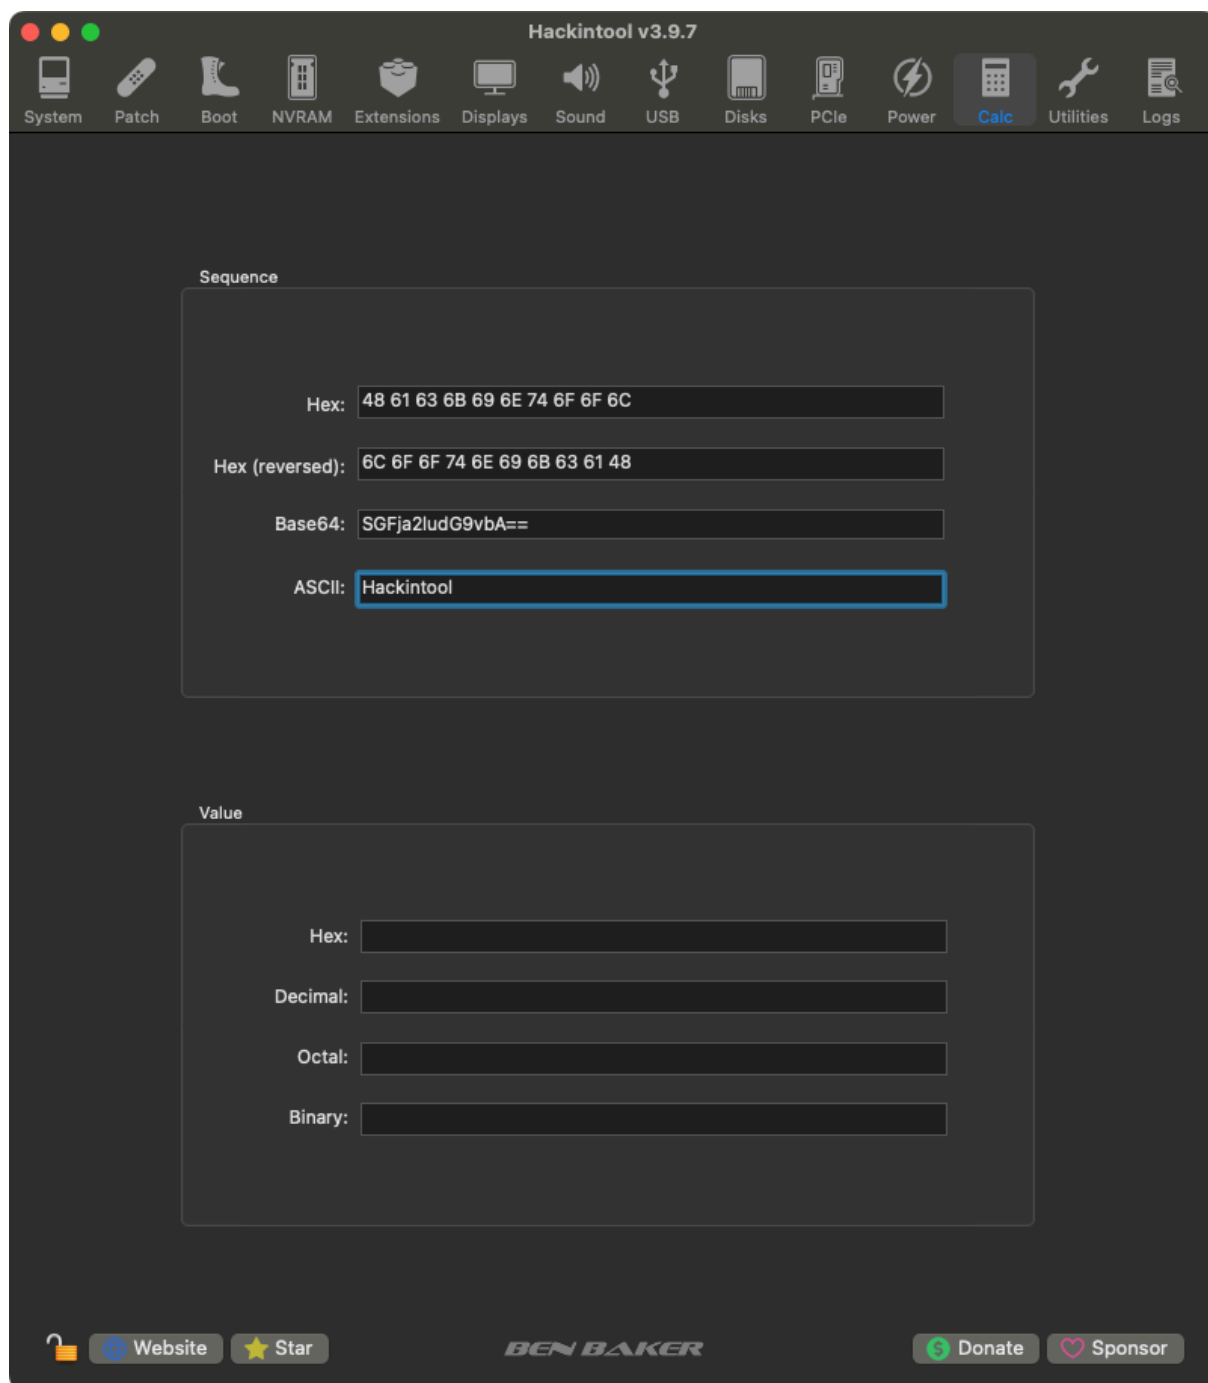 Hackintool v3.9.7
System Patch Boot NVRAM Extensions Displays Sound USB Disks PCIe Power Calc Utilities Logs
Sequence
Hex: 48 61 63 6B 69 6E 74 6F 6F 6C
Hex (reversed): 6C 6F 6F 74 6E 69 6B 63 61 48
Base64: SGFja2ludG9vbA==
ASCII: Hackintool
Value
Hex:
Decimal:
Octal:
Binary:
Website Star BEN BAKER Donate Sponsor